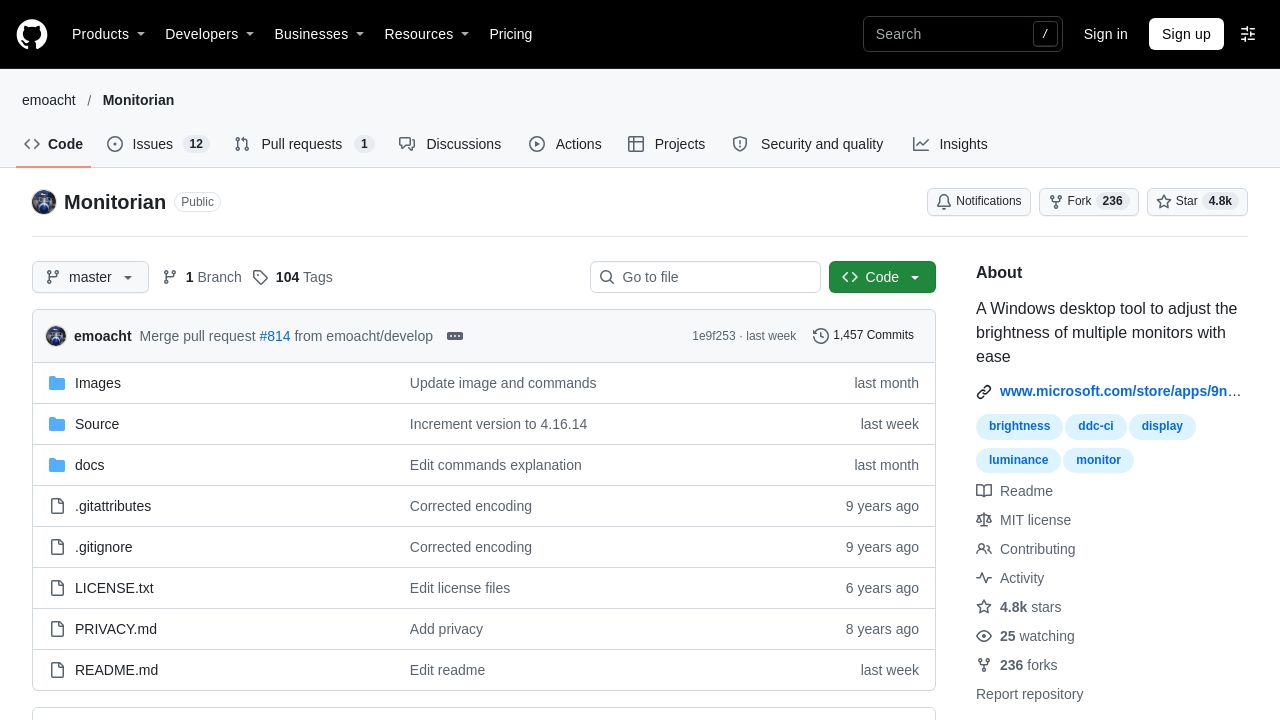 Products Developers Businesses Resources Pricing Search / Sign in Sign up
emoacht / Monitorian
Code Issues 12 Pull requests 1 Discussions Actions Projects Security and quality Insights
Monitorian Public Notifications Fork 236 Star 4.8k
master 1 Branch 104 Tags Go to file Code
emoacht Merge pull request #814 from emoacht/develop 1e9f253 · last week 1,457 Commits
Images Update image and commands last month
Source Increment version to 4.16.14 last week
docs Edit commands explanation last month
.gitattributes Corrected encoding 9 years ago
.gitignore Corrected encoding 9 years ago
LICENSE.txt Edit license files 6 years ago
PRIVACY.md Add privacy 8 years ago
README.md Edit readme last week
About
A Windows desktop tool to adjust the
brightness of multiple monitors with
ease
www.microsoft.com/store/apps/9n…
brightness ddc-ci display
luminance monitor
Readme
MIT license
Contributing
Activity
4.8k stars
25 watching
236 forks
Report repository